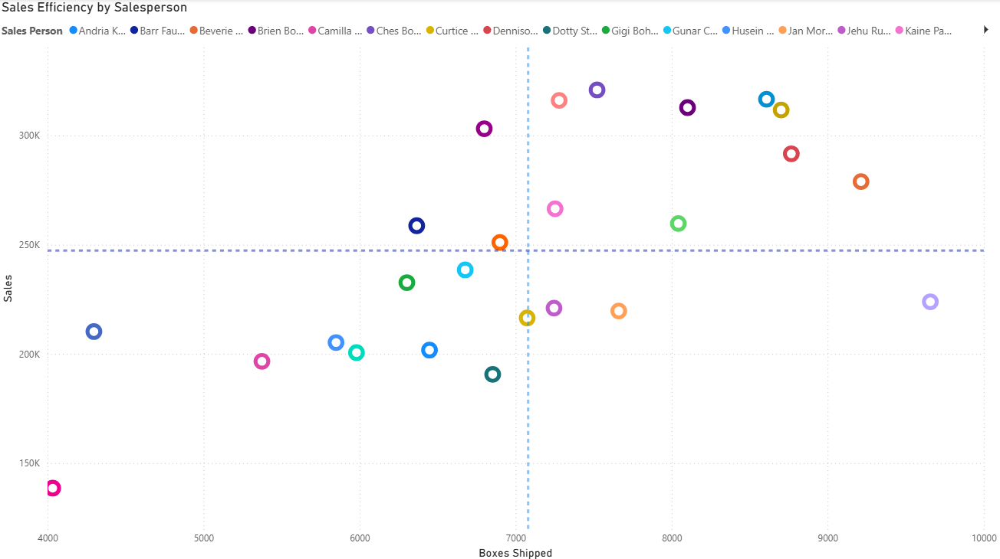 Sales Efficiency by Salesperson
Sales Person Andria K... Barr Fau... Beverie ... Brien Bo... Camilla ... Ches Bo... Curtice ... Denniso... Dotty St... Gigi Boh... Gunar C... Husein ... Jan Mor... Jehu Ru... Kaine Pa...
300K
250K
Sales
200K
150K
4000 5000 6000 7000 8000 9000 10000
Boxes Shipped